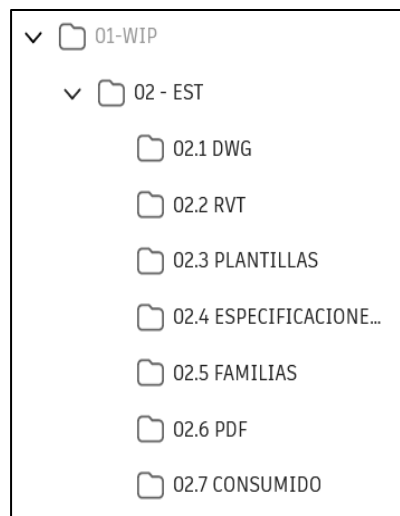 01-WIP
02 - EST
02.1 DWG
02.2 RVT
02.3 PLANTILLAS
02.4 ESPECIFICACIONE...
02.5 FAMILIAS
02.6 PDF
02.7 CONSUMIDO